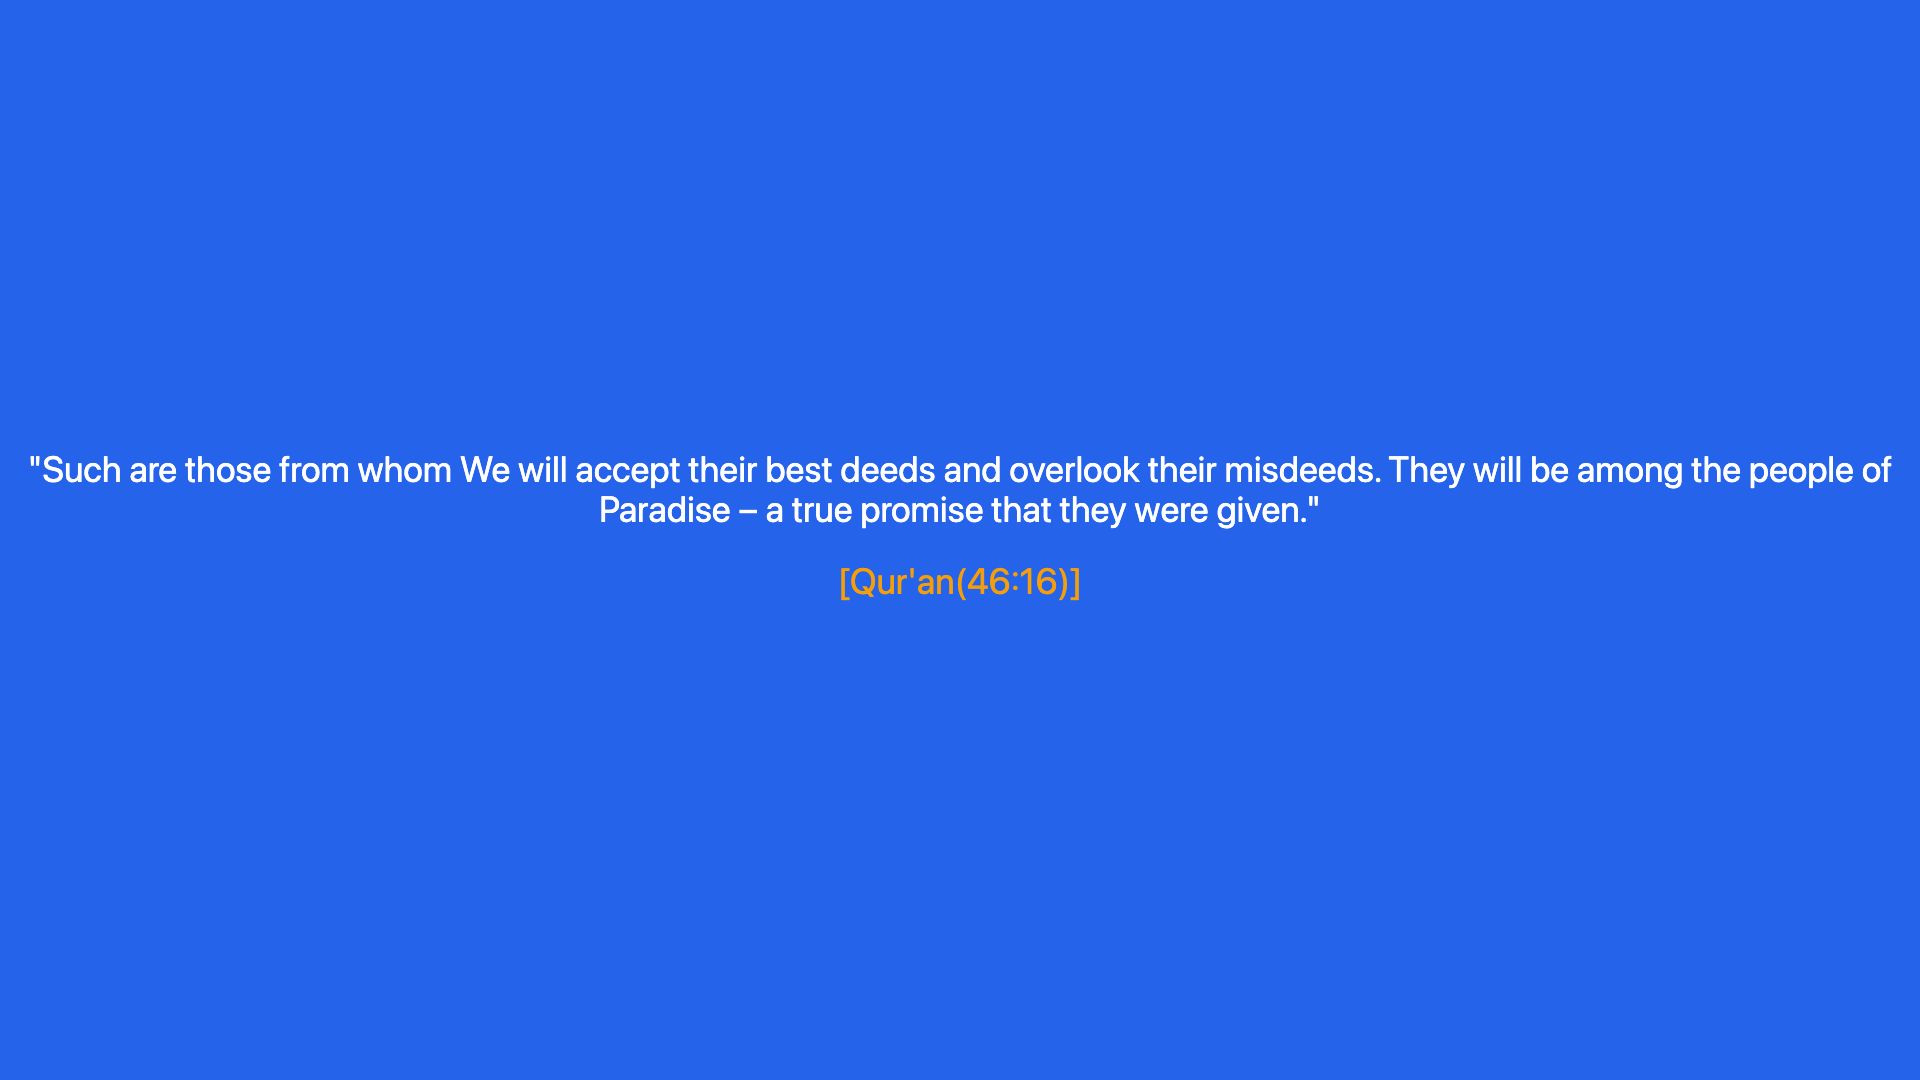 "Such are those from whom We will accept their best deeds and overlook their misdeeds. They will be among the people of
Paradise – a true promise that they were given."
[Qur'an(46:16)]